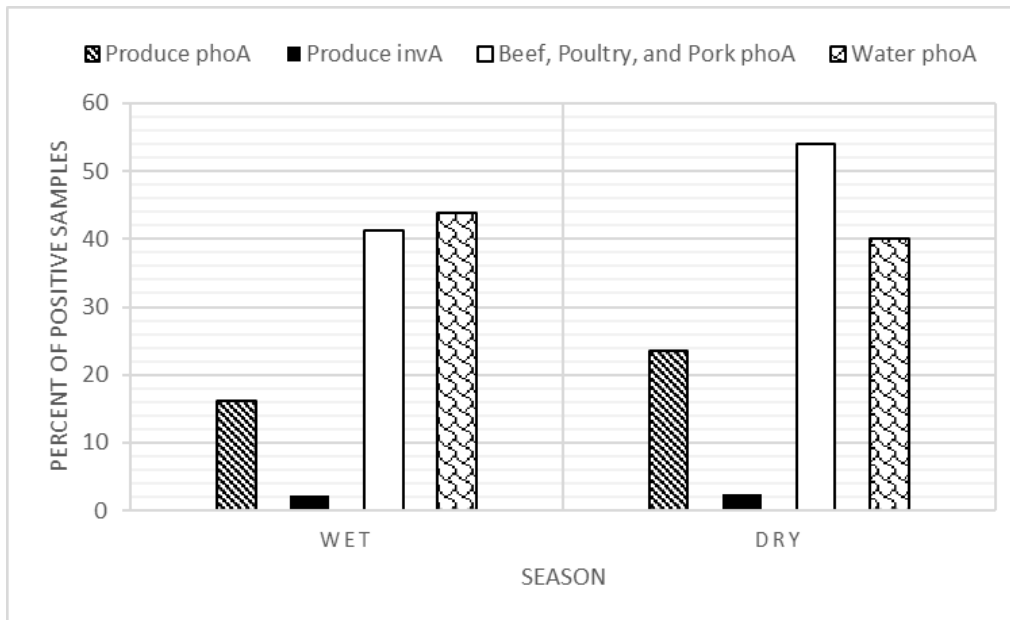 Produce phoA Produce invA Beef, Poultry, and Pork phoA Water phoA
60
50
40
30
20
10
0
PERCENT OF POSITIVE SAMPLES
WET DRY
SEASON